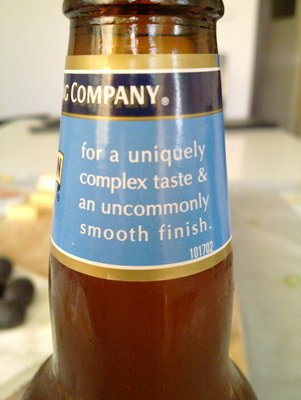 G COMPANY®
for a uniquely
complex taste &
an uncommonly
smooth finish.
101702